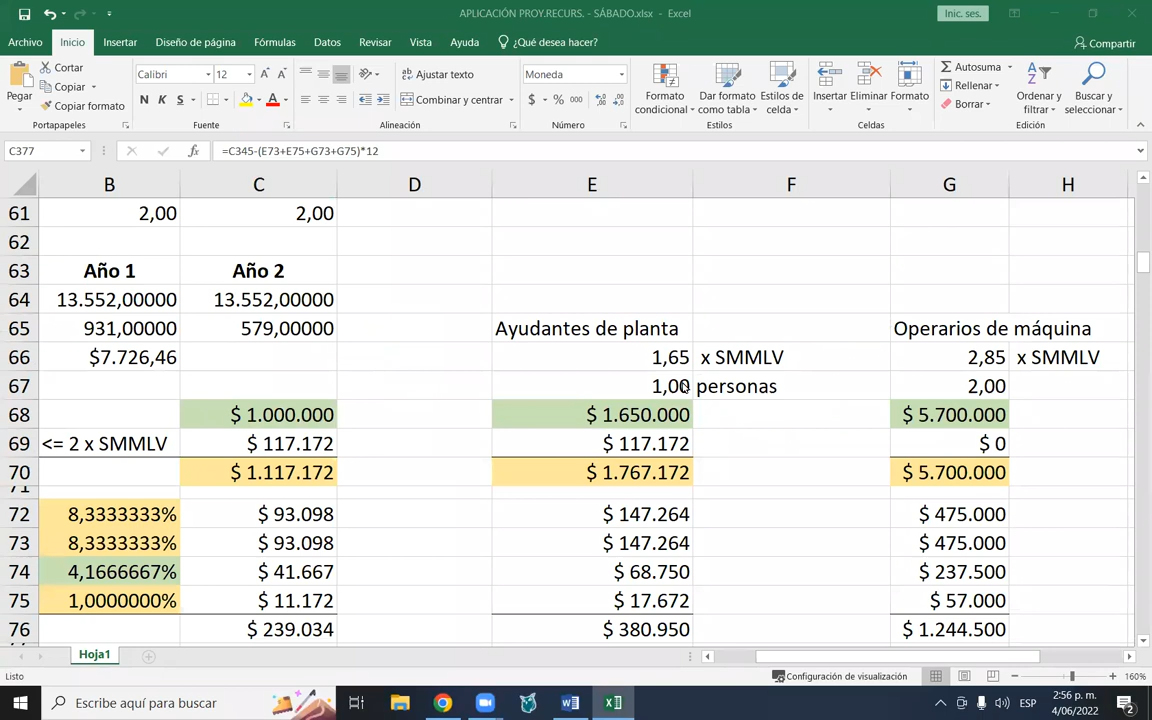 APLICACIÓN PROY.RECURS. - SÁBADO.xlsx - Excel
Inic. ses.
Archivo Inicio Insertar Diseño de página Fórmulas Datos Revisar Vista Ayuda ¿Qué desea hacer? Compartir
Pegar
Cortar
Copiar
Copiar formato
Portapapeles
Calibri 12
N K S
Fuente
Ajustar texto
Combinar y centrar
Alineación
Moneda
$ % 000
Número
Formato condicional
Dar formato como tabla
Estilos de celda
Estilos
Insertar Eliminar Formato
Celdas
Autosuma
Rellenar
Borrar
Ordenar y filtrar
Buscar y seleccionar
Edición
C377 fx =C345-(E73+E75+G73+G75)*12
B C D E F G H
61 2,00 2,00
62
63 Año 1 Año 2
64 13.552,00000 13.552,00000
65 931,00000 579,00000 Ayudantes de planta Operarios de máquina
66 $7.726,46 1,65 x SMMLV 2,85 x SMMLV
67 1,00 personas 2,00
68 $ 1.000.000 $ 1.650.000 $ 5.700.000
69 <= 2 x SMMLV $ 117.172 $ 117.172 $ 0
70 $ 1.117.172 $ 1.767.172 $ 5.700.000
71
72 8,3333333% $ 93.098 $ 147.264 $ 475.000
73 8,3333333% $ 93.098 $ 147.264 $ 475.000
74 4,1666667% $ 41.667 $ 68.750 $ 237.500
75 1,0000000% $ 11.172 $ 17.672 $ 57.000
76 $ 239.034 $ 380.950 $ 1.244.500
Hoja1
Listo
Configuración de visualización
160%
Escribe aquí para buscar
ESP
2:56 p. m.
4/06/2022
2